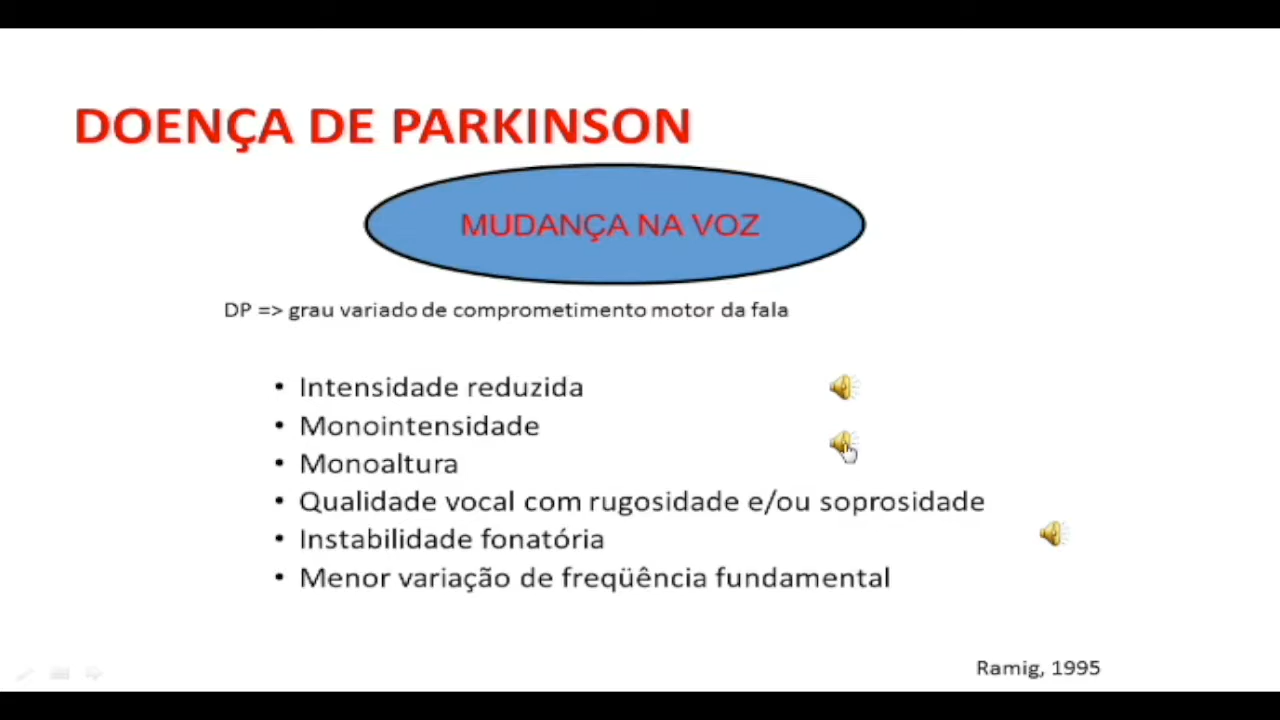 DOENÇA DE PARKINSON
MUDANÇA NA VOZ
DP => grau variado de comprometimento motor da fala
• Intensidade reduzida
• Monointensidade
• Monoaltura
• Qualidade vocal com rugosidade e/ou soprosidade
• Instabilidade fonatória
• Menor variação de freqüência fundamental
Ramig, 1995